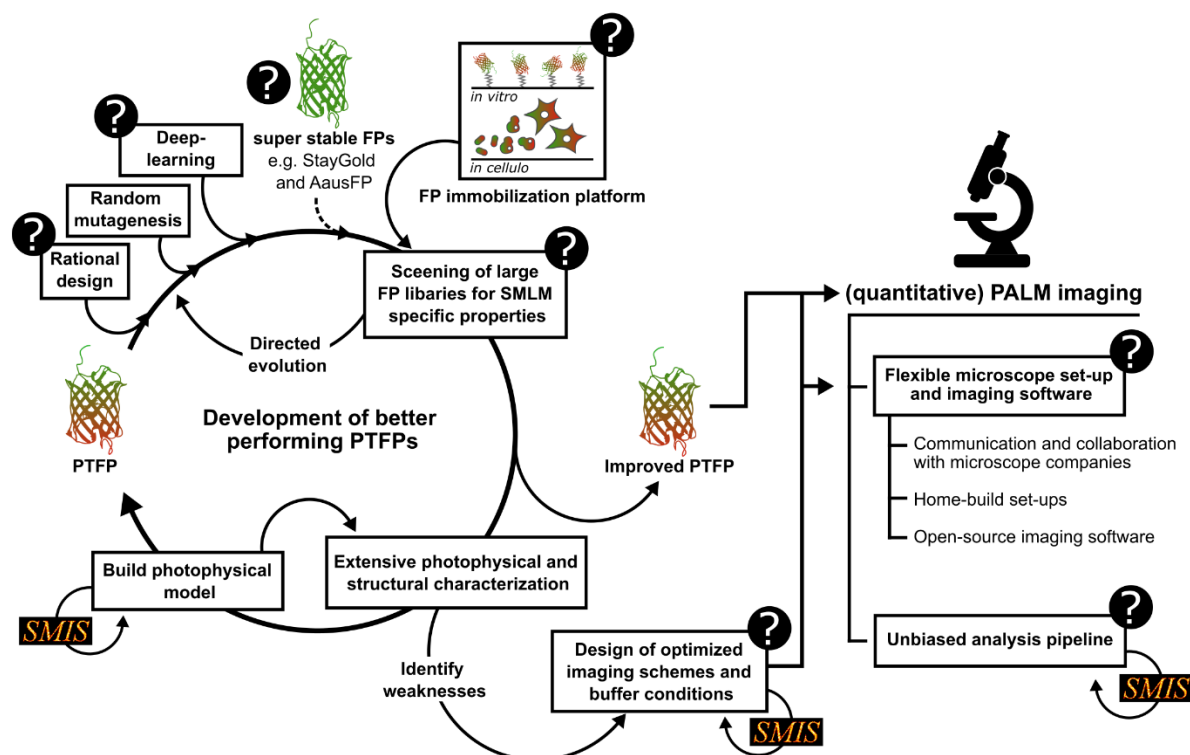 ?
?
super stable FPs
e.g. StayGold
and AausFP
?
in vitro
in cellulo
FP immobilization platform
?
Deep-
learning
Random
mutagenesis
?
Rational
design
?
Sceening of large
FP libaries for SMLM
specific properties
Directed
evolution
PTFP
Development of better
performing PTFPs
Improved PTFP
Build photophysical
model
SMIS
Extensive photophysical and
structural characterization
Identify
weaknesses
?
Design of optimized
imaging schemes and
buffer conditions
SMIS
(quantitative) PALM imaging
?
Flexible microscope set-up
and imaging software
Communication and collaboration
with microscope companies
Home-build set-ups
Open-source imaging software
?
Unbiased analysis pipeline
SMIS